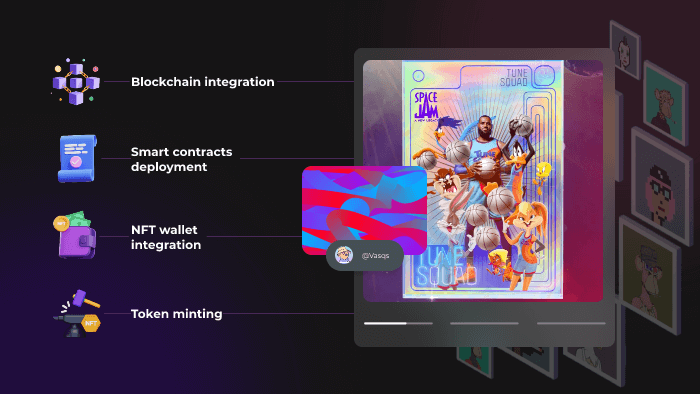 Blockchain integration
Smart contracts
deployment
NFT wallet
integration
Token minting
NFT
@Vasqs
TUNE
SQUAD
SPACE
JAM
A NEW LEGACY
TUNE
SQUAD